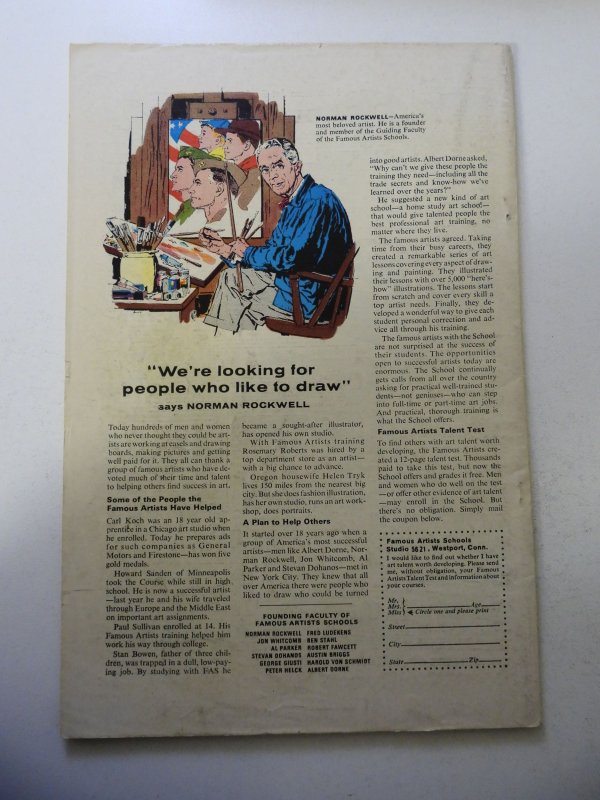 NORMAN ROCKWELL—America's
most beloved artist. He is a founder
and member of the Guiding Faculty
of the Famous Artists Schools.
"We're looking for
people who like to draw"
says NORMAN ROCKWELL
Today hundreds of men and women
who never thought they could be art-
ists are working at easels and drawing
boards, making pictures and getting
well paid for it. They all can thank a
group of famous artists who have de-
voted much of their time and talent
to helping others find success in art.
Some of the People the
Famous Artists Have Helped
Carl Koch was an 18 year old ap-
prentice in a Chicago art studio when
he enrolled. Today he prepares ads
for such companies as General
Motors and Firestone—has won five
gold medals.
Howard Sanden of Minneapolis
took the Course while still in high
school. He is now a successful artist
—last year he and his wife traveled
through Europe and the Middle East
on important art assignments.
Paul Sullivan enrolled at 14. His
Famous Artists training helped him
work his way through college.
Stan Bowen, father of three chil-
dren, was trapped in a dull, low-pay-
ing job. By studying with FAS he
became a sought-after illustrator,
has opened his own studio.
With Famous Artists training
Rosemary Roberts was hired by a
top department store as an artist—
with a big chance to advance.
Oregon housewife Helen Tryk
lives 150 miles from the nearest big
city. But she does fashion illustration,
has her own studio, runs an art work-
shop, does portraits.
A Plan to Help Others
It started over 18 years ago when a
group of America's most successful
artists—men like Albert Dorne, Nor-
man Rockwell, Jon Whitcomb, Al
Parker and Stevan Dohanos—met in
New York City. They knew that all
over America there were people who
liked to draw who could be turned
FOUNDING FACULTY OF
FAMOUS ARTISTS SCHOOLS
NORMAN ROCKWELL FRED LUDEKENS
JON WHITCOMB BEN STAHL
AL PARKER ROBERT FAWCETT
STEVAN DOHANOS AUSTIN BRIGGS
GEORGE GIUSTI HAROLD VON SCHMIDT
PETER HELCK ALBERT DORNE
into good artists. Albert Dorne asked,
"Why can't we give these people the
training they need—including all the
trade secrets and know-how we've
learned over the years?"
He suggested a new kind of art
school—a home study art school—
that would give talented people the
best professional art training, no
matter where they live.
The famous artists agreed. Taking
time from their busy careers, they
created a remarkable series of art
lessons covering every aspect of draw-
ing and painting. They illustrated
their lessons with over 5,000 "here's-
how" illustrations. The lessons start
from scratch and cover every skill a
top artist needs. Finally, they de-
veloped a wonderful way to give each
student personal correction and ad-
vice all through his training.
The famous artists with the School
are not surprised at the success of
their students. The opportunities
open to successful artists today are
enormous. The School continually
gets calls from all over the country
asking for practical well-trained stu-
dents—not geniuses—who can step
into full-time or part-time art jobs.
And practical, thorough training is
what the School offers.
Famous Artists Talent Test
To find others with art talent worth
developing, the Famous Artists cre-
ated a 12-page talent test. Thousands
paid to take this test, but now the
School offers and grades it free. Men
and women who do well on the test
—or offer other evidence of art talent
—may enroll in the School. But
there's no obligation. Simply mail
the coupon below.
Famous Artists Schools
Studio 5621, Westport, Conn.
I would like to find out whether I have
art talent worth developing. Please send
me, without obligation, your Famous
Artists Talent Test and information about
your courses.
Mr.
Mrs. Age
Miss Circle one and please print
Street
City
State Zip